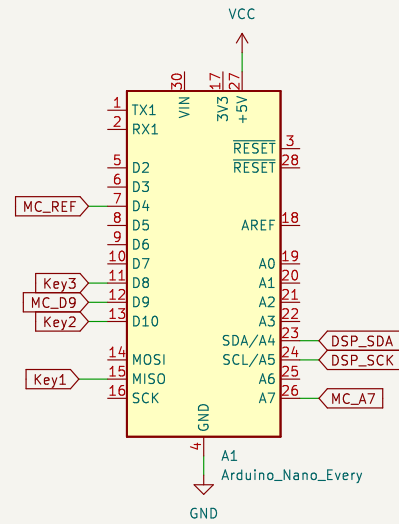 VCC
30
17
27
VIN
3V3
+5V
1 TX1
2 RX1
RESET 3
RESET 28
5 D2
6 D3
MC_REF 7 D4
8 D5
AREF 18
9 D6
10 D7
A0 19
Key3 11 D8
A1 20
MC_D9 12 D9
A2 21
Key2 13 D10
A3 22
SDA/A4 23 DSP_SDA
14 MOSI
SCL/A5 24 DSP_SCK
Key1 15 MISO
A6 25
16 SCK
A7 26 MC_A7
GND
4
A1
Arduino_Nano_Every
GND